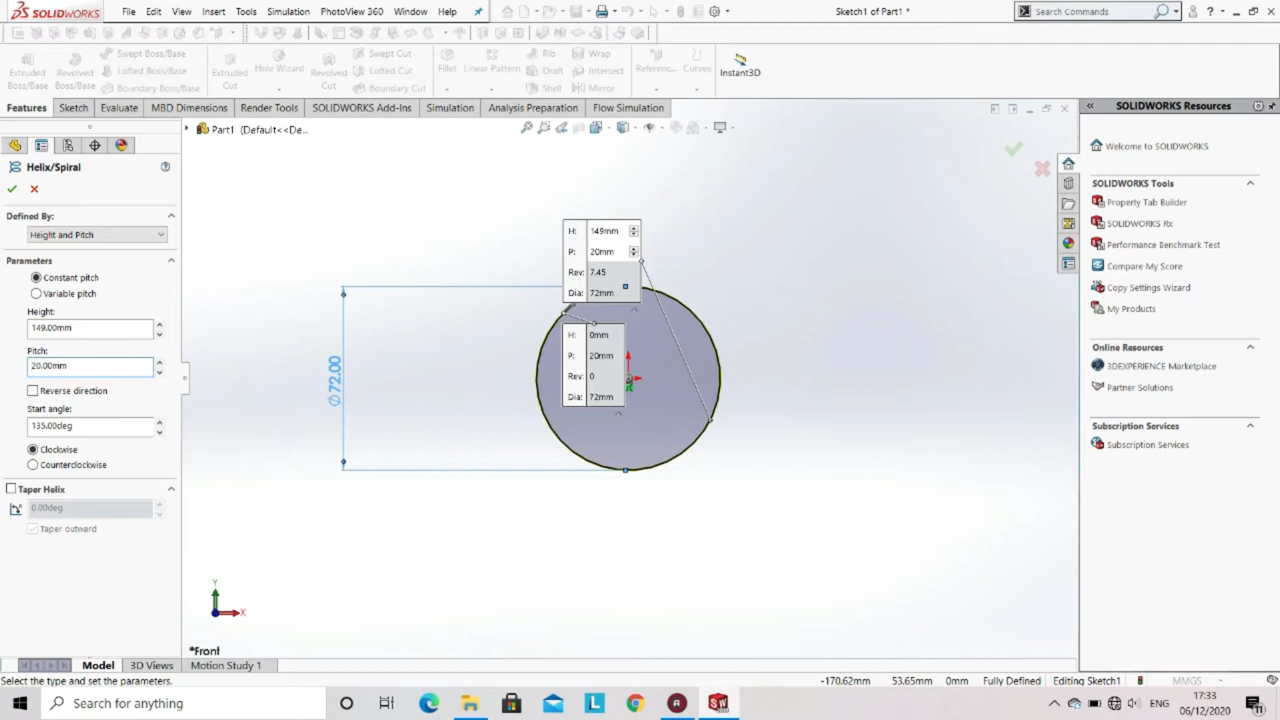 SOLIDWORKS File Edit View Insert Tools Simulation PhotoView 360 Window Help Sketch1 of Part1 * Search Commands
Extruded Boss/Base
Revolved Boss/Base
Swept Boss/Base
Lofted Boss/Base
Boundary Boss/Base
Extruded Cut
Hole Wizard
Revolved Cut
Swept Cut
Lofted Cut
Boundary Cut
Fillet
Linear Pattern
Rib
Draft
Shell
Wrap
Intersect
Mirror
Referenc...
Curves
Instant3D
Features Sketch Evaluate MBD Dimensions Render Tools SOLIDWORKS Add-Ins Simulation Analysis Preparation Flow Simulation
Part1 (Default<<De...
Helix/Spiral
Defined By:
Height and Pitch
Parameters
Constant pitch
Variable pitch
Height:
149.00mm
Pitch:
20.00mm
Reverse direction
Start angle:
135.00deg
Clockwise
Counterclockwise
Taper Helix
0.00deg
Taper outward
H: 149mm
P: 20mm
Rev: 7.45
Dia: 72mm
H: 0mm
P: 20mm
Rev: 0
Dia: 72mm
∅72.00
Y
X
*Front
SOLIDWORKS Resources
Welcome to SOLIDWORKS
SOLIDWORKS Tools
Property Tab Builder
SOLIDWORKS Rx
Performance Benchmark Test
Compare My Score
Copy Settings Wizard
My Products
Online Resources
3DEXPERIENCE Marketplace
Partner Solutions
Subscription Services
Subscription Services
Model 3D Views Motion Study 1
Select the type and set the parameters. -170.62mm 53.65mm 0mm Fully Defined Editing Sketch1 MMGS
Type here to search
Search for anything
ENG
17:33
06/12/2020
11